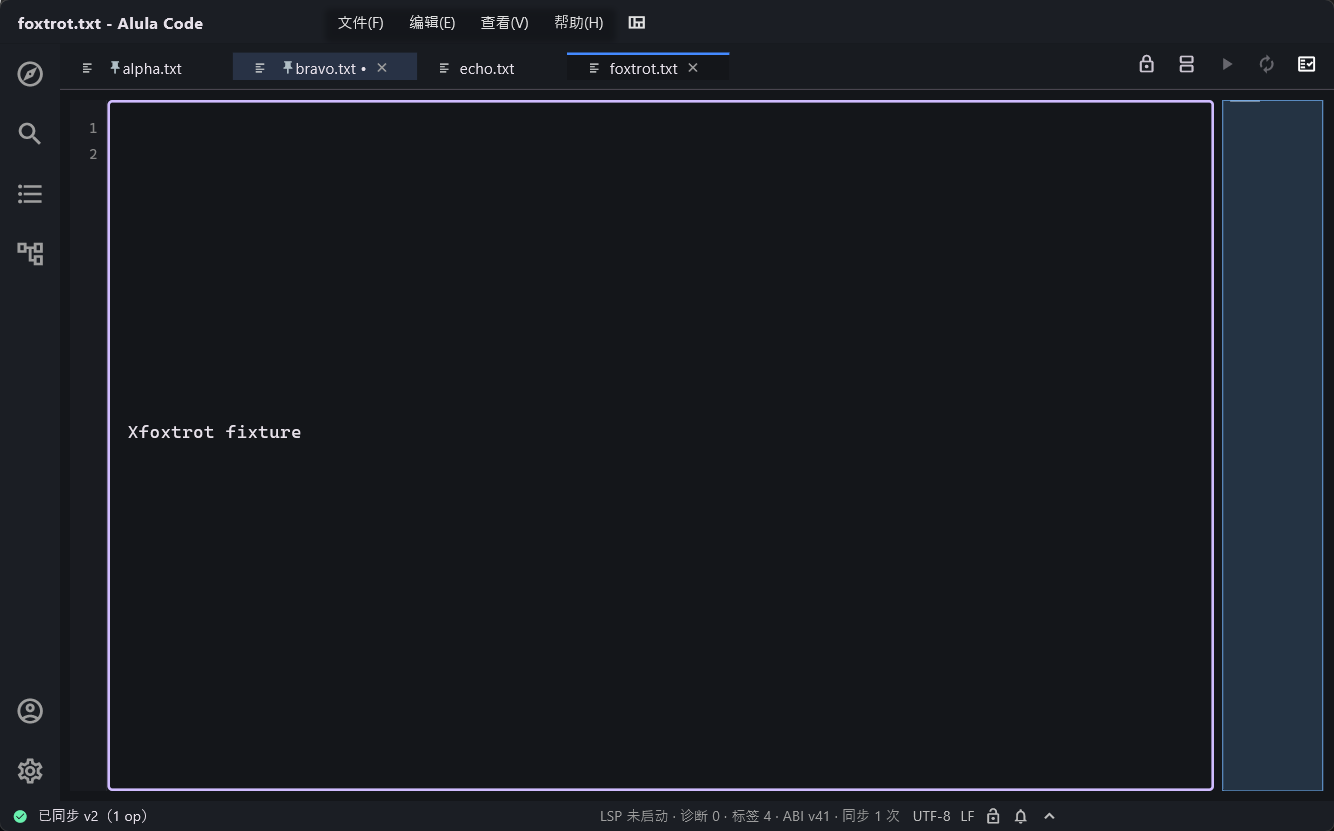 foxtrot.txt - Alula Code
文件(F) 编辑(E) 查看(V) 帮助(H)
alpha.txt bravo.txt • echo.txt foxtrot.txt
1
2
Xfoxtrot fixture
已同步 v2（1 op） LSP 未启动 · 诊断 0 · 标签 4 · ABI v41 · 同步 1 次 UTF-8 LF